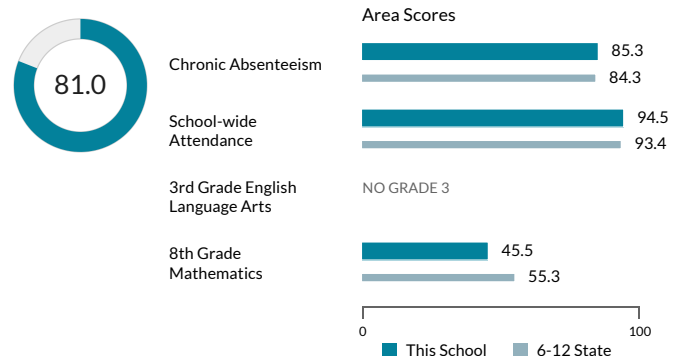 81.0
Area Scores
Chronic Absenteeism
85.3
84.3
School-wide
Attendance
94.5
93.4
3rd Grade English
Language Arts
NO GRADE 3
8th Grade
Mathematics
45.5
55.3
0
100
This School
6-12 State